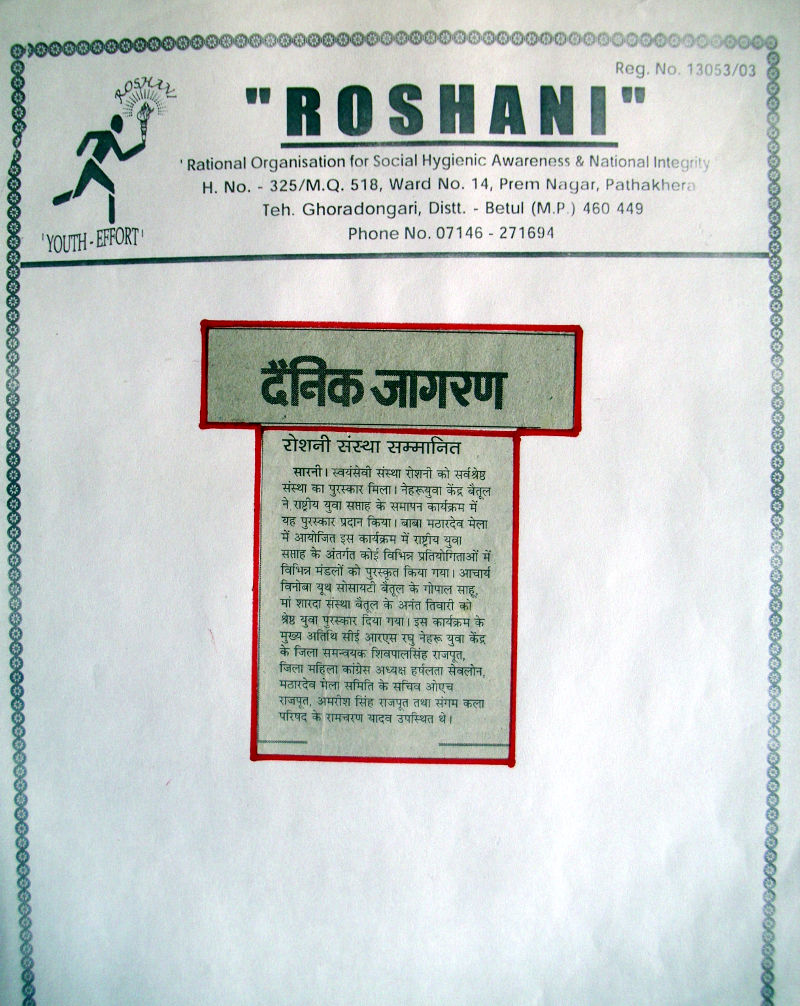 Reg. No. 13053/03
ROSHANI
"ROSHANI"
'Rational Organisation for Social Hygienic Awareness & National Integrity'
H. No. - 325/M.Q. 518, Ward No. 14, Prem Nagar, Pathakhera
Teh. Ghoradongari, Distt. - Betul (M.P.) 460 449
'YOUTH - EFFORT'
Phone No. 07146 - 271694
दैनिक जागरण
रोशनी संस्था सम्मानित
सारनी। स्वयंसेवी संस्था रोशनी को सर्वश्रेष्ठ
संस्था का पुरस्कार मिला। नेहरूयुवा केंद्र बैतूल
ने राष्ट्रीय युवा सप्ताह के समापन कार्यक्रम में
यह पुरस्कार प्रदान किया। बाबा मठारदेव मेला
में आयोजित इस कार्यक्रम में राष्ट्रीय युवा
सप्ताह के अंतर्गत कोई विभिन्न प्रतियोगिताओं में
विभिन्न मंडलों को पुरस्कृत किया गया। आचार्य
विनोबा यूथ सोसायटी बैतूल के गोपाल साहू,
मां शारदा संस्था बैतूल के अनंत तिवारी को
श्रेष्ठ युवा पुरस्कार दिया गया। इस कार्यक्रम के
मुख्य अतिथि सीई आरएस रघु नेहरू युवा केंद्र
के जिला समन्वयक शिवपालसिंह राजपूत,
जिला महिला कांग्रेस अध्यक्ष हर्पलता सेवलोन,
मठारदेव मेला समिति के सचिव ओएच
राजपूत, अमरीश सिंह राजपूत तथा संगम कला
परिषद के रामचरण यादव उपस्थित थे।